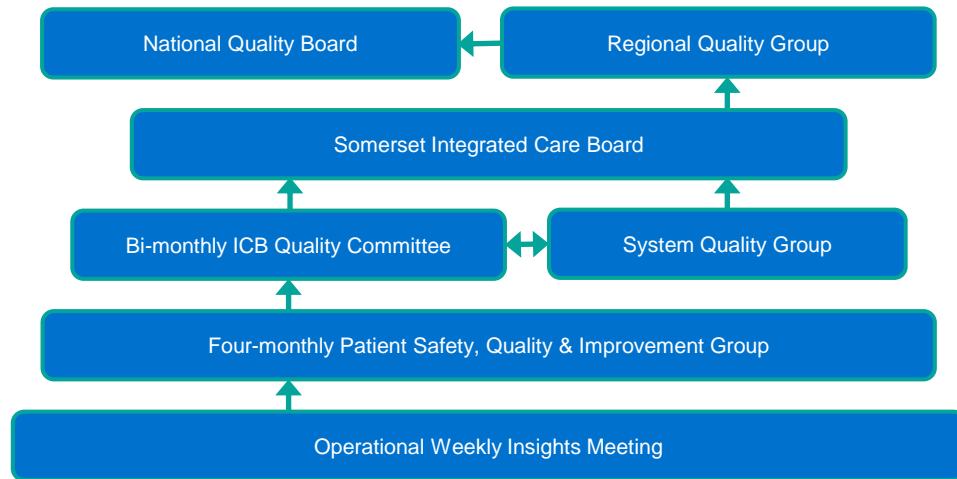 National Quality Board
Regional Quality Group
Somerset Integrated Care Board
Bi-monthly ICB Quality Committee
System Quality Group
Four-monthly Patient Safety, Quality & Improvement Group
Operational Weekly Insights Meeting